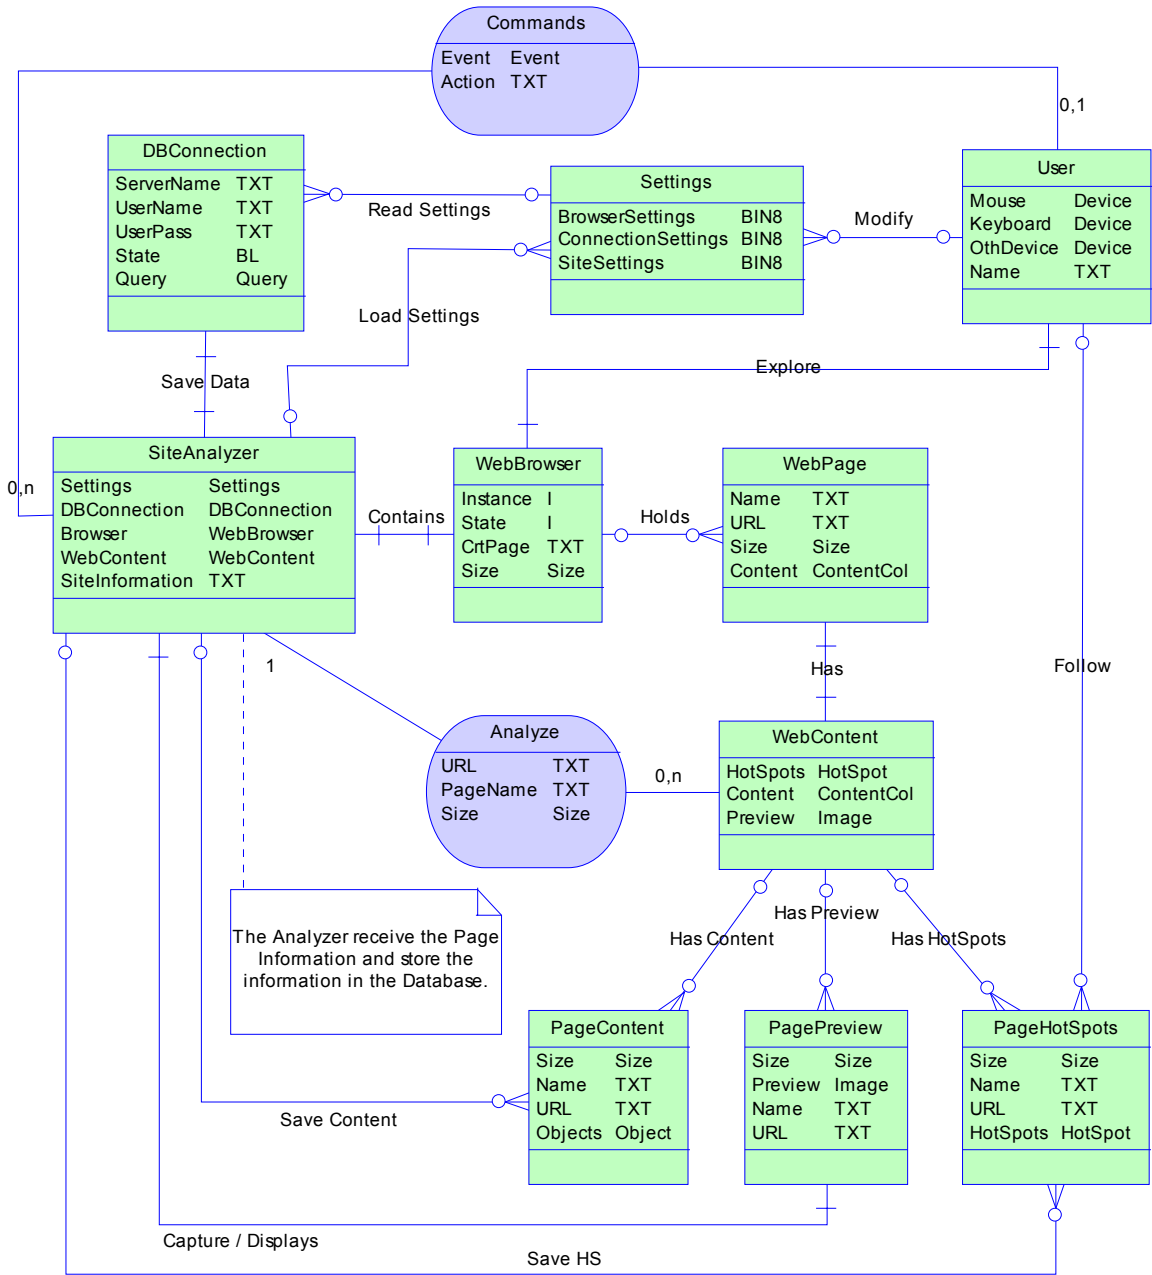 Commands
Event Event
Action TXT
0,1
DBConnection
ServerName TXT
UserName TXT
UserPass TXT
State BL
Query Query
Read Settings
Settings
BrowserSettings BIN8
ConnectionSettings BIN8
SiteSettings BIN8
Modify
User
Mouse Device
Keyboard Device
OthDevice Device
Name TXT
Load Settings
Save Data
Explore
0,n
SiteAnalyzer
Settings Settings
DBConnection DBConnection
Browser WebBrowser
WebContent WebContent
SiteInformation TXT
Contains
WebBrowser
Instance I
State I
CrtPage TXT
Size Size
Holds
WebPage
Name TXT
URL TXT
Size Size
Content ContentCol
1
Has
Follow
Analyze
URL TXT
PageName TXT
Size Size
0,n
WebContent
HotSpots HotSpot
Content ContentCol
Preview Image
The Analyzer receive the Page
Information and store the
information in the Database.
Has Content
Has Preview
Has HotSpots
PageContent
Size Size
Name TXT
URL TXT
Objects Object
PagePreview
Size Size
Preview Image
Name TXT
URL TXT
PageHotSpots
Size Size
Name TXT
URL TXT
HotSpots HotSpot
Save Content
Capture / Displays
Save HS